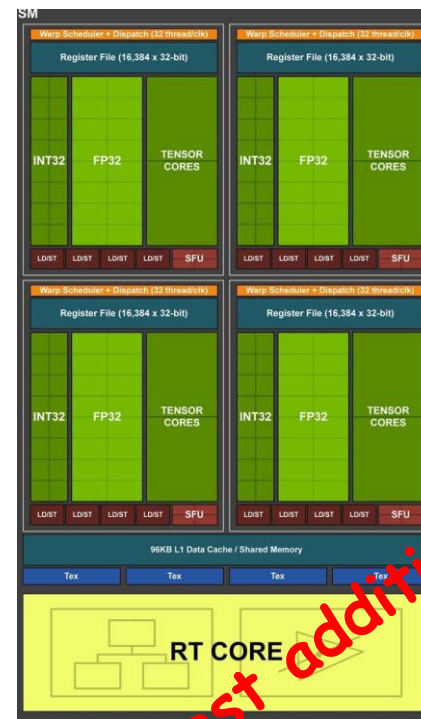 SM
Warp Scheduler + Dispatch (32 thread/clk)
Register File (16,384 x 32-bit)
INT32 FP32 TENSOR CORES
LD/ST LD/ST LD/ST LD/ST SFU
Warp Scheduler + Dispatch (32 thread/clk)
Register File (16,384 x 32-bit)
INT32 FP32 TENSOR CORES
LD/ST LD/ST LD/ST LD/ST SFU
Warp Scheduler + Dispatch (32 thread/clk)
Register File (16,384 x 32-bit)
INT32 FP32 TENSOR CORES
LD/ST LD/ST LD/ST LD/ST SFU
Warp Scheduler + Dispatch (32 thread/clk)
Register File (16,384 x 32-bit)
INT32 FP32 TENSOR CORES
LD/ST LD/ST LD/ST LD/ST SFU
96KB L1 Data Cache / Shared Memory
Tex Tex Tex Tex
RT CORE